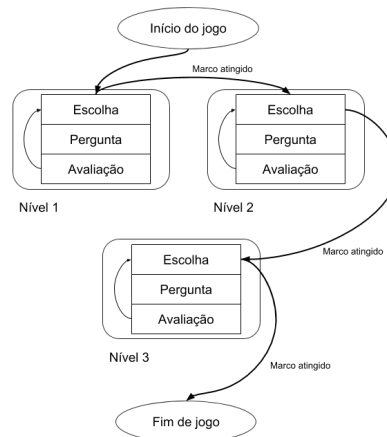 Início do jogo
Marco atingido
Escolha
Pergunta
Avaliação
Nível 1
Escolha
Pergunta
Avaliação
Nível 2
Marco atingido
Escolha
Pergunta
Avaliação
Nível 3
Marco atingido
Fim de jogo